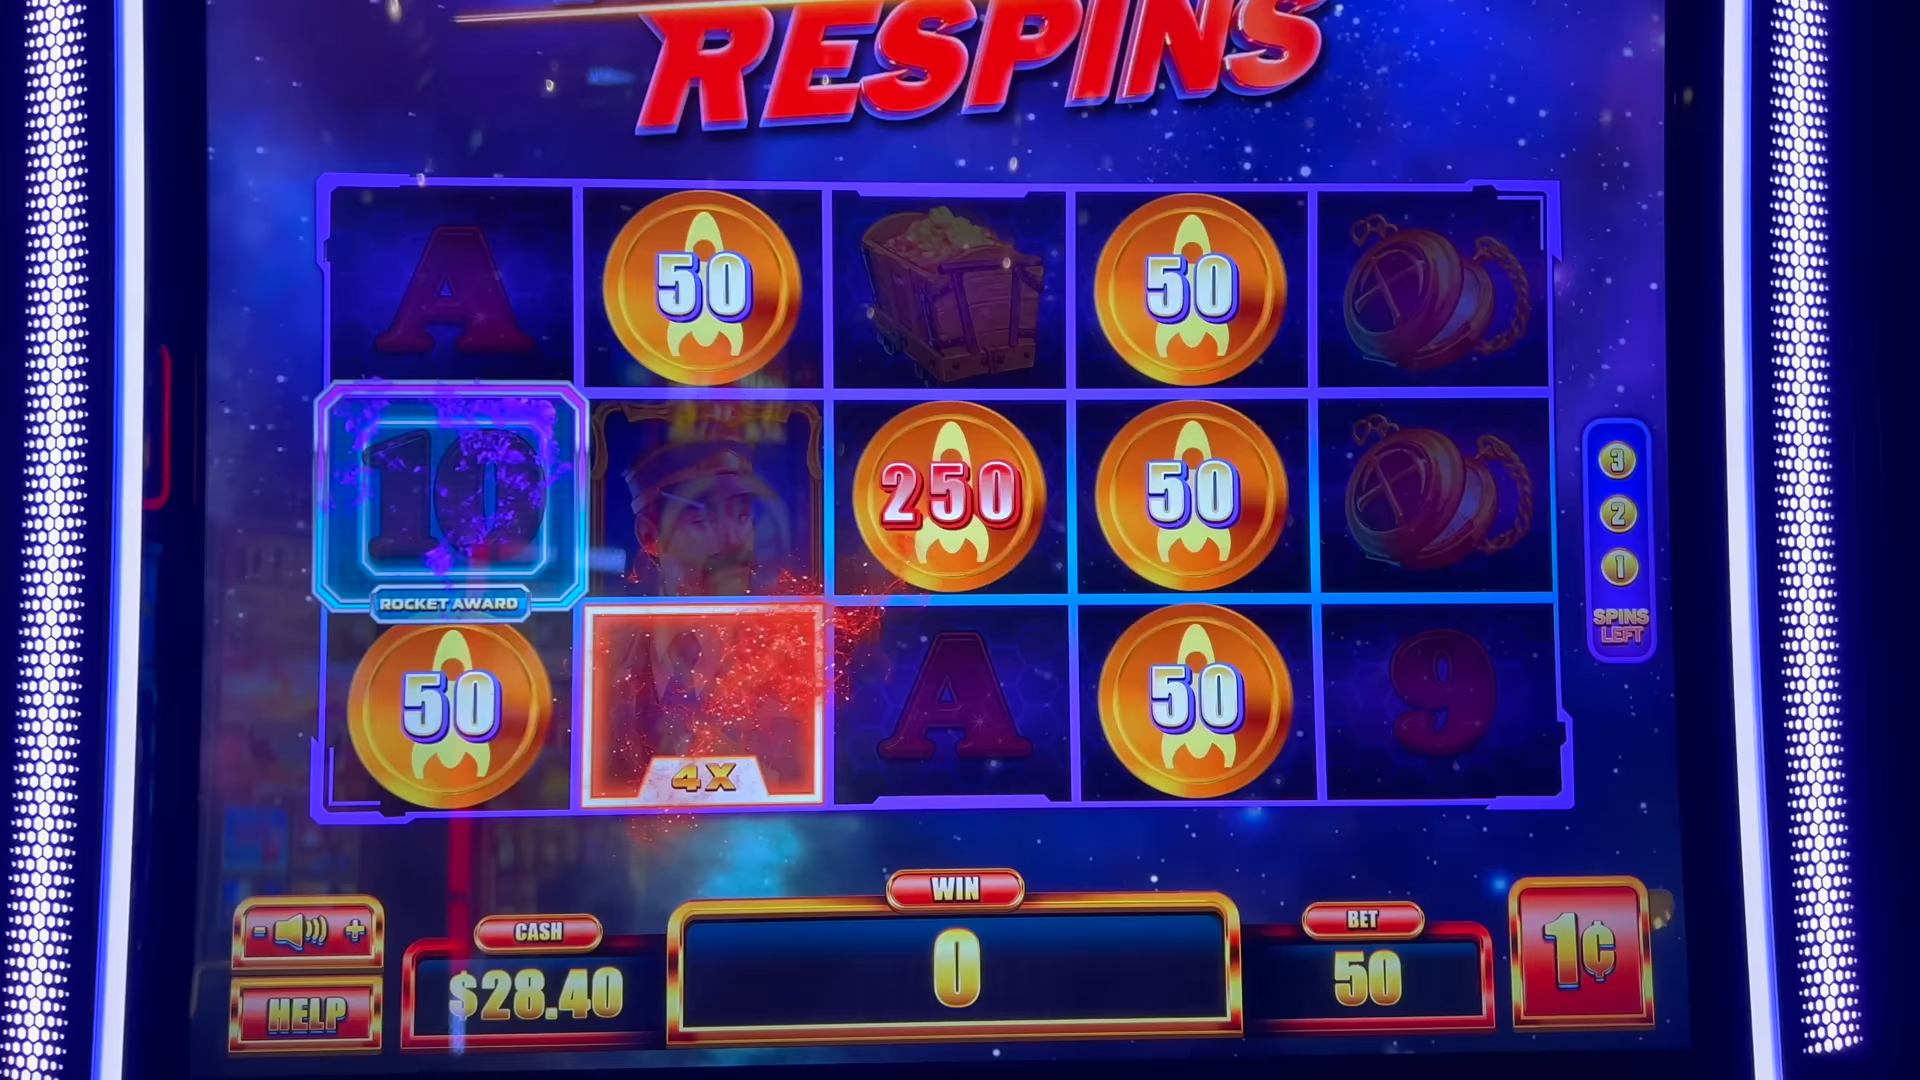 RESPINS
A
50
50
10
250
50
3
2
1
SPINS
LEFT
ROCKET AWARD
50
4X
A
50
9
WIN
CASH
BET
- +
$28.40
0
50
1¢
HELP